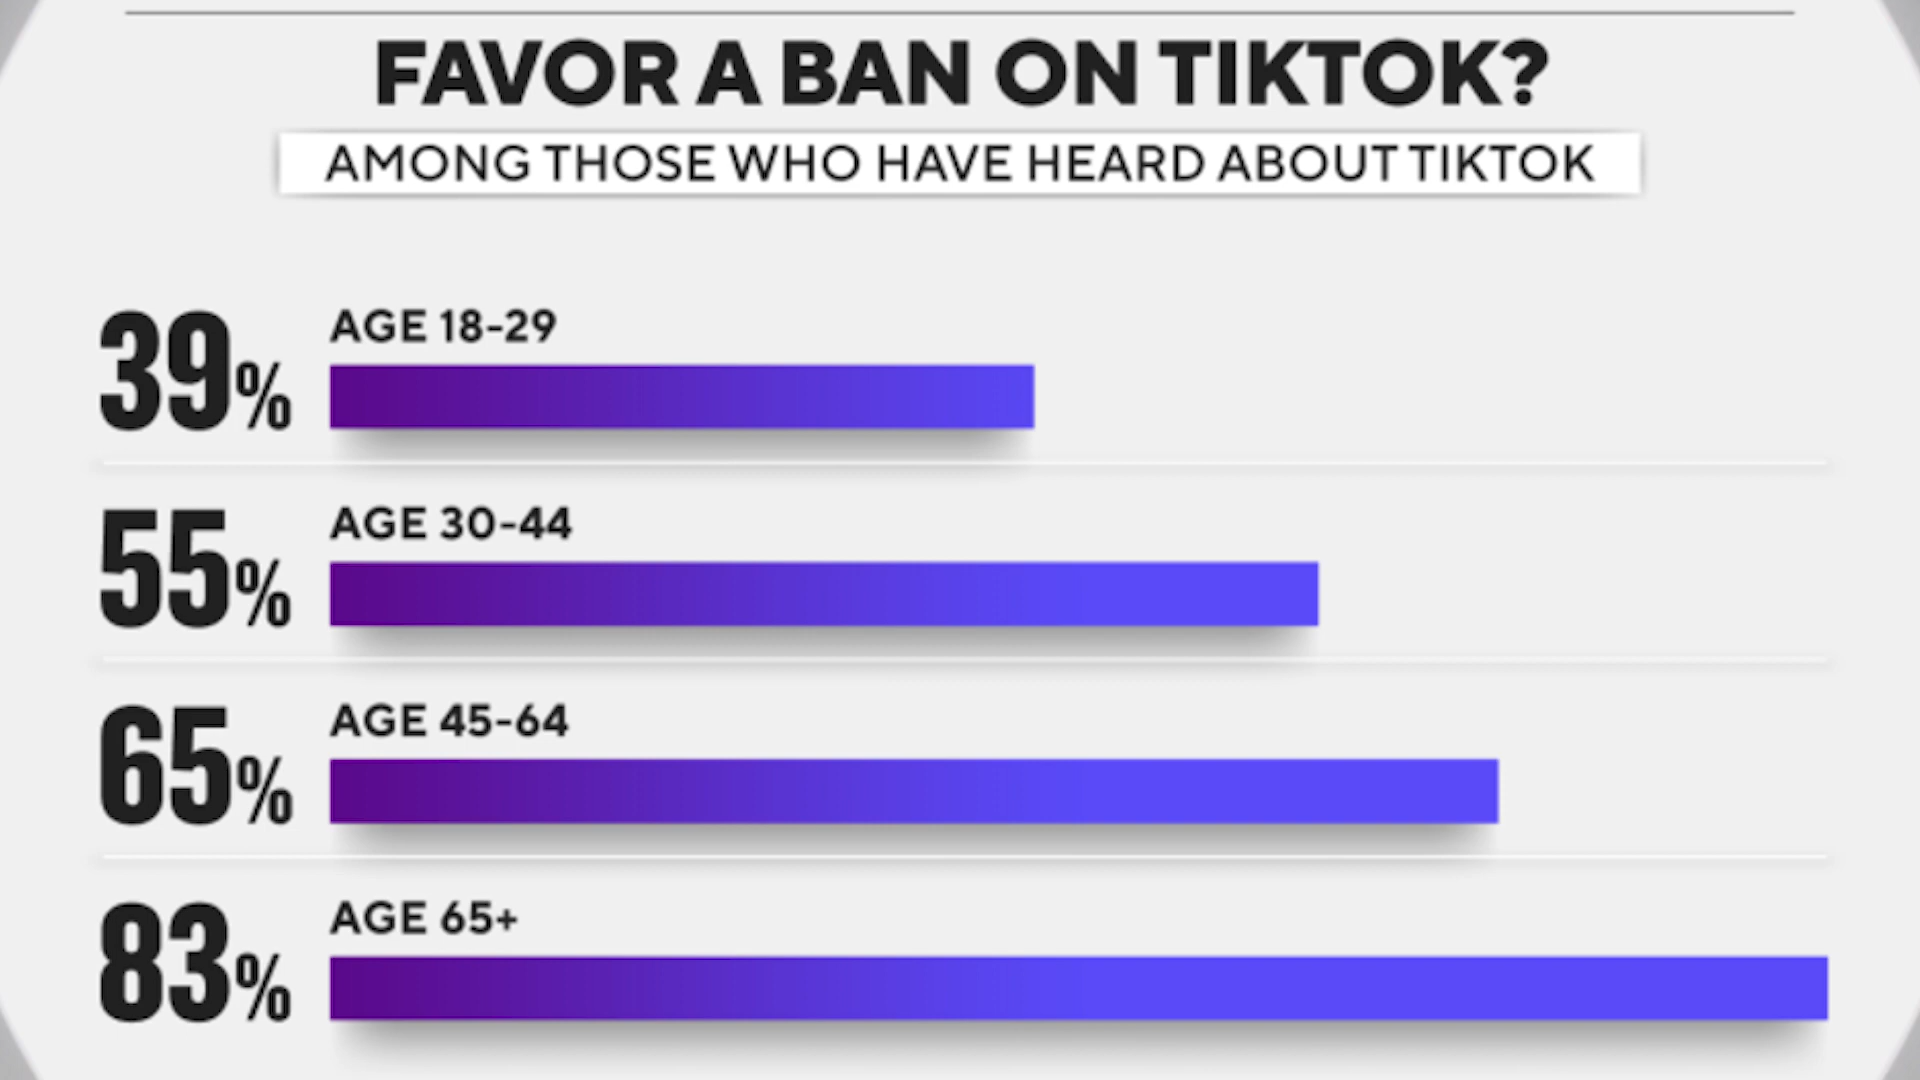 FAVOR A BAN ON TIKTOK?
AMONG THOSE WHO HAVE HEARD ABOUT TIKTOK
AGE 18-29
39%
AGE 30-44
55%
AGE 45-64
65%
AGE 65+
83%